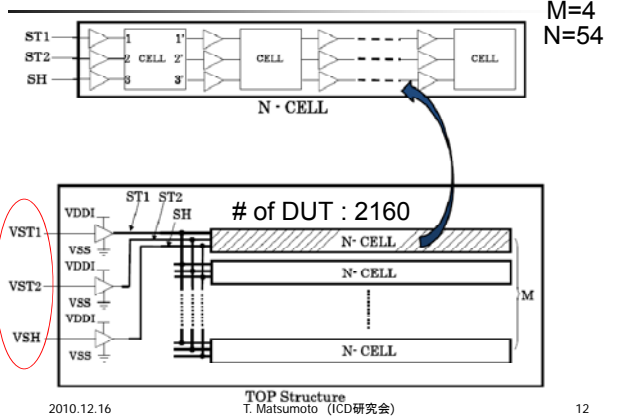 M=4
N=54
ST1
ST2
SH
1 1'
2 CELL 2'
3 3'
CELL
CELL
N - CELL
ST1 ST2
SH
# of DUT : 2160
VDDI
VST1
VSS
N- CELL
VDDI
N- CELL
VST2
VSS
VDDI
M
VSH
VSS
N- CELL
TOP Structure
2010.12.16
T. Matsumoto (ICD研究会)
12